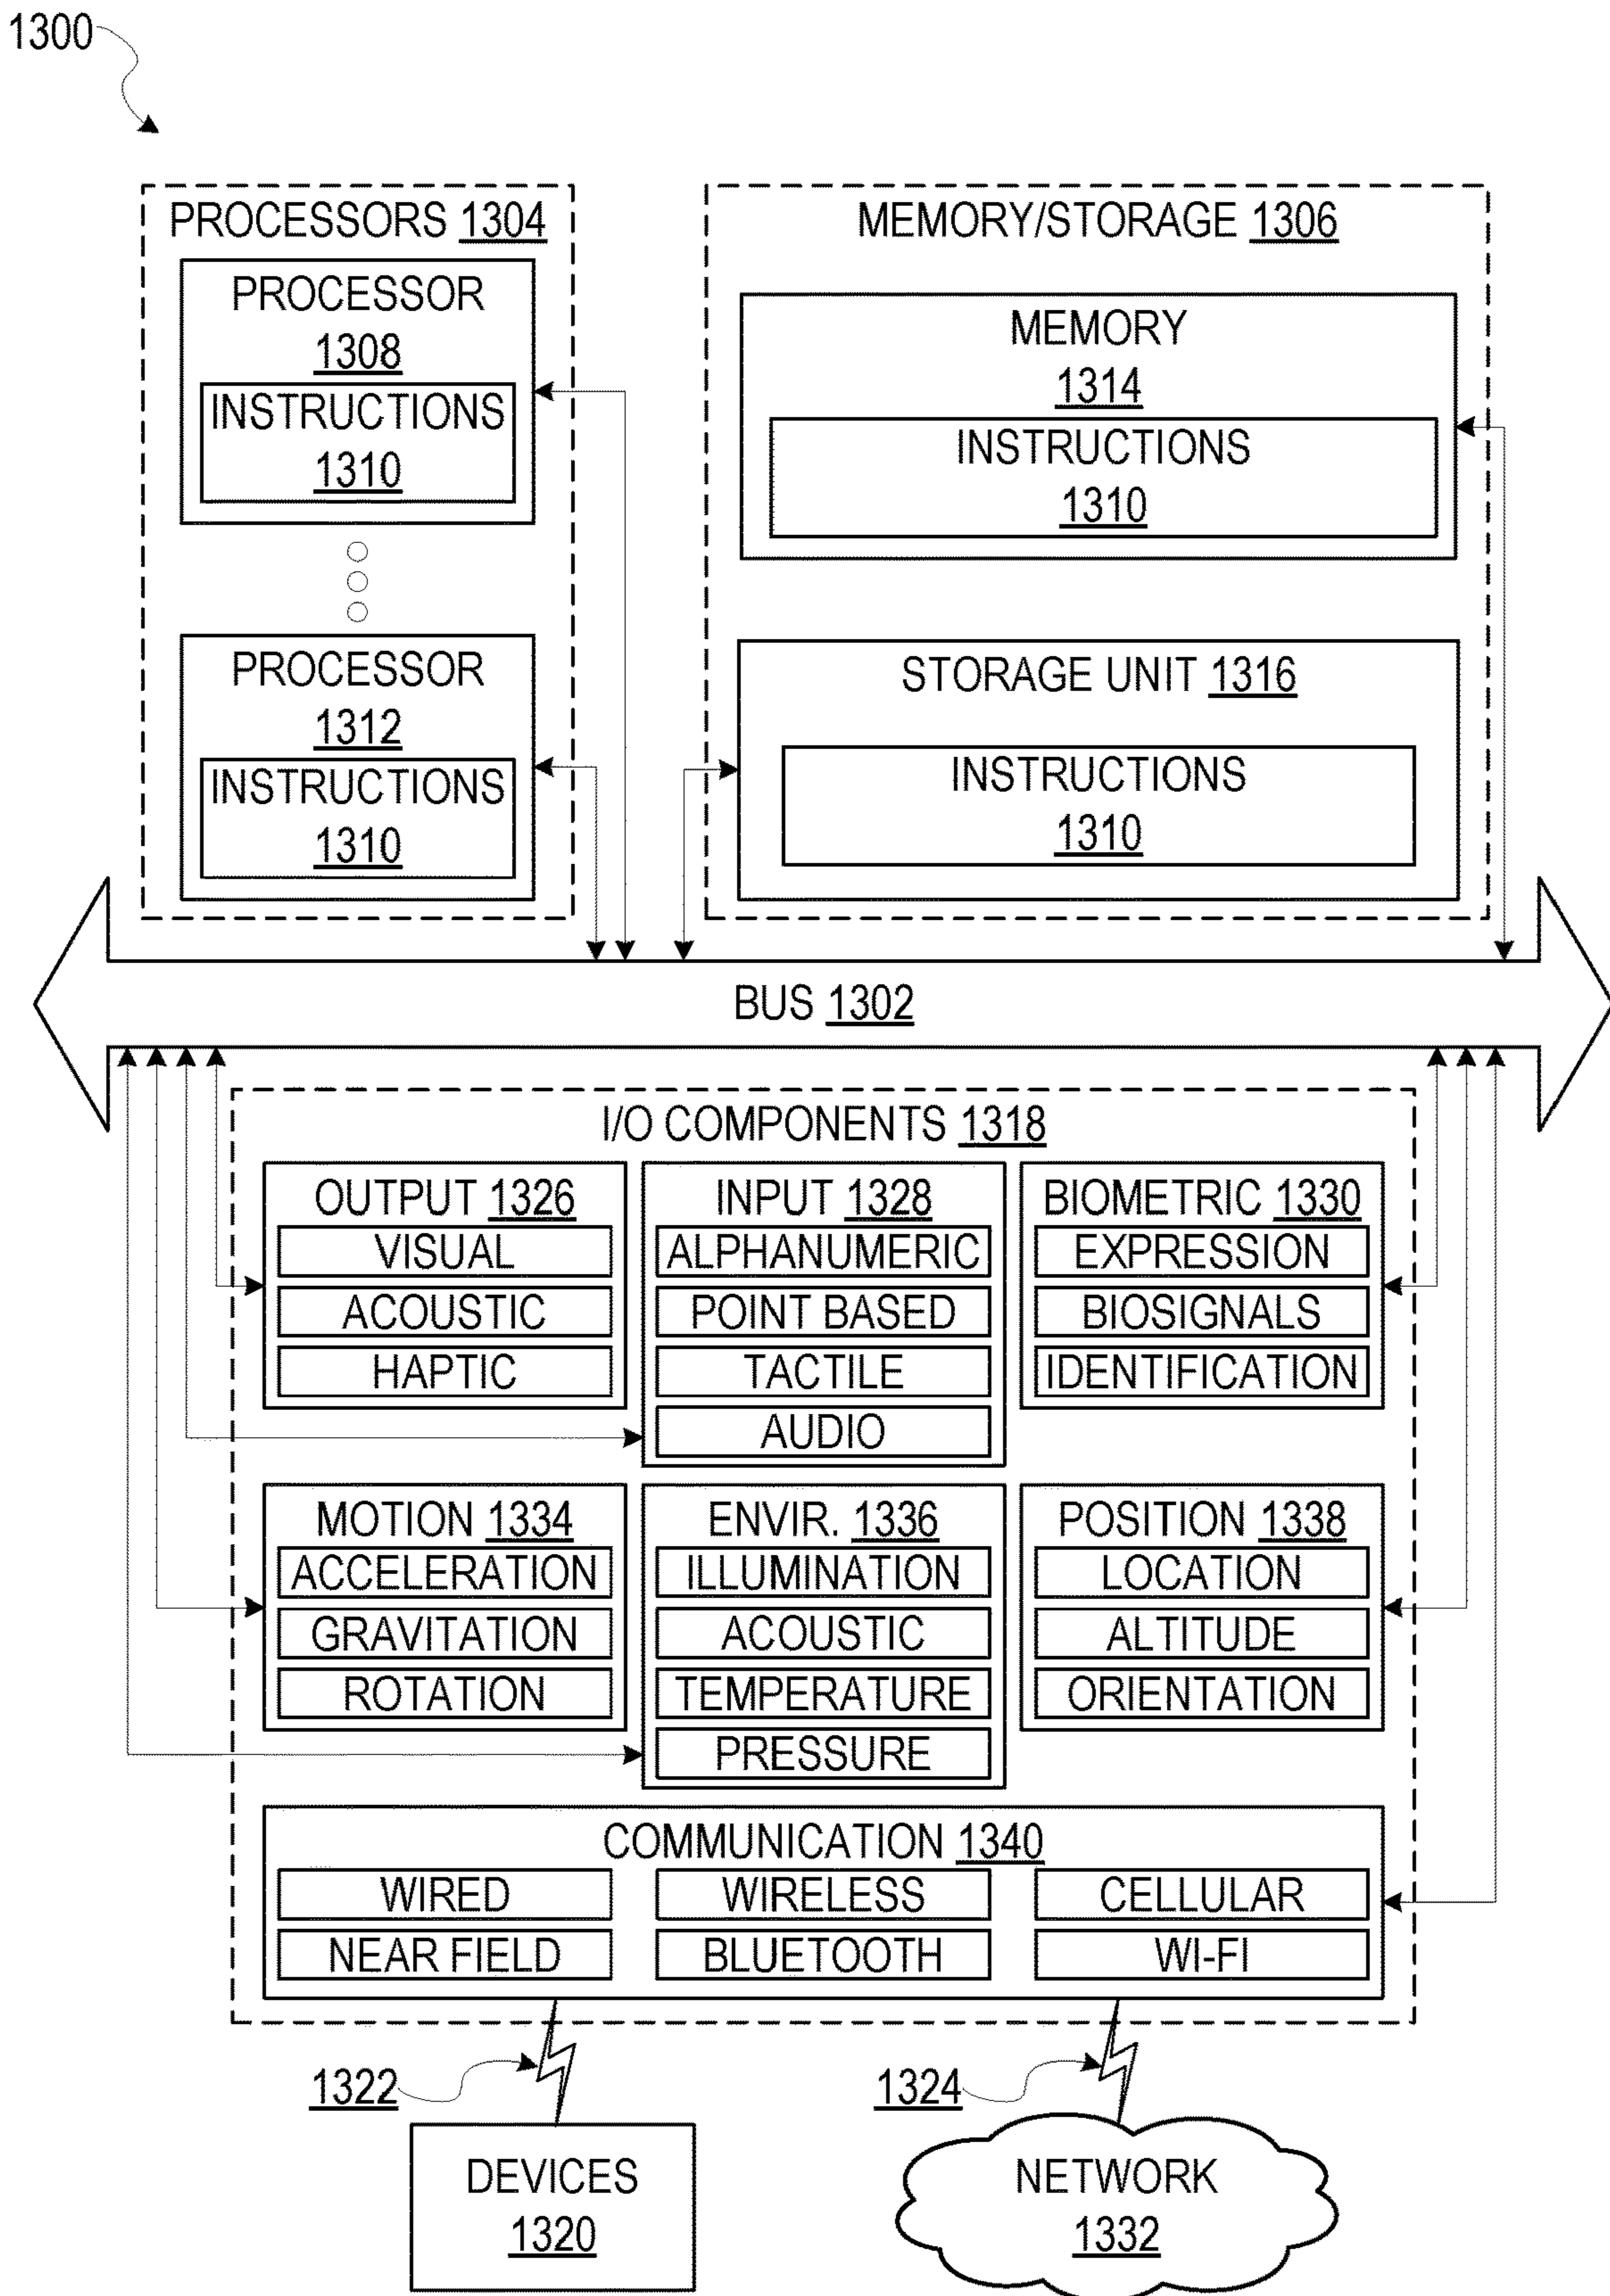 1300
PROCESSORS 1304
PROCESSOR
1308
INSTRUCTIONS
1310
PROCESSOR
1312
INSTRUCTIONS
1310
MEMORY/STORAGE 1306
MEMORY
1314
INSTRUCTIONS
1310
STORAGE UNIT 1316
INSTRUCTIONS
1310
BUS 1302
I/O COMPONENTS 1318
OUTPUT 1326
VISUAL
ACOUSTIC
HAPTIC
INPUT 1328
ALPHANUMERIC
POINT BASED
TACTILE
AUDIO
BIOMETRIC 1330
EXPRESSION
BIOSIGNALS
IDENTIFICATION
MOTION 1334
ACCELERATION
GRAVITATION
ROTATION
ENVIR. 1336
ILLUMINATION
ACOUSTIC
TEMPERATURE
PRESSURE
POSITION 1338
LOCATION
ALTITUDE
ORIENTATION
COMMUNICATION 1340
WIRED
WIRELESS
CELLULAR
NEAR FIELD
BLUETOOTH
WI-FI
1322
1324
DEVICES
1320
NETWORK
1332